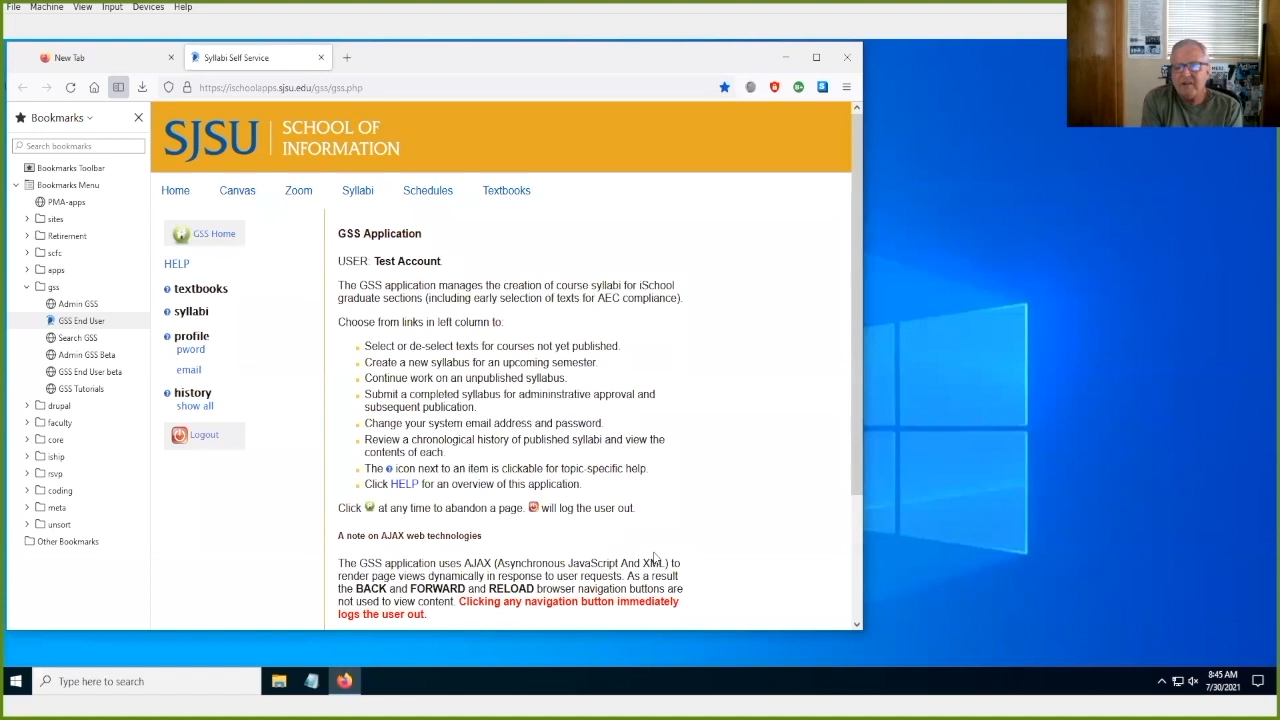 File Machine View Input Devices Help
New Tab
Syllabi Self Service
https://ischoolapps.sjsu.edu/gss/gss.php
Bookmarks
Search bookmarks
Bookmarks Toolbar
Bookmarks Menu
PMA-apps
sites
Retirement
scfc
apps
gss
Admin GSS
GSS End User
Search GSS
Admin GSS Beta
GSS End User beta
GSS Tutorials
drupal
faculty
core
iship
rsvp
coding
meta
unsort
Other Bookmarks
SJSU SCHOOL OF
INFORMATION
Home Canvas Zoom Syllabi Schedules Textbooks
GSS Home
HELP
textbooks
syllabi
profile
pword
email
history
show all
Logout
GSS Application
USER: Test Account.
The GSS application manages the creation of course syllabi for iSchool
graduate sections (including early selection of texts for AEC compliance).
Choose from links in left column to:
Select or de-select texts for courses not yet published.
Create a new syllabus for an upcoming semester.
Continue work on an unpublished syllabus.
Submit a completed syllabus for admininstrative approval and
subsequent publication.
Change your system email address and password.
Review a chronological history of published syllabi and view the
contents of each.
The ? icon next to an item is clickable for topic-specific help.
Click HELP for an overview of this application.
Click at any time to abandon a page. will log the user out.
A note on AJAX web technologies
The GSS application uses AJAX (Asynchronous JavaScript And XML) to
render page views dynamically in response to user requests. As a result
the BACK and FORWARD and RELOAD browser navigation buttons are
not used to view content. Clicking any navigation button immediately
logs the user out.
Type here to search
8:45 AM
7/30/2021
Adler